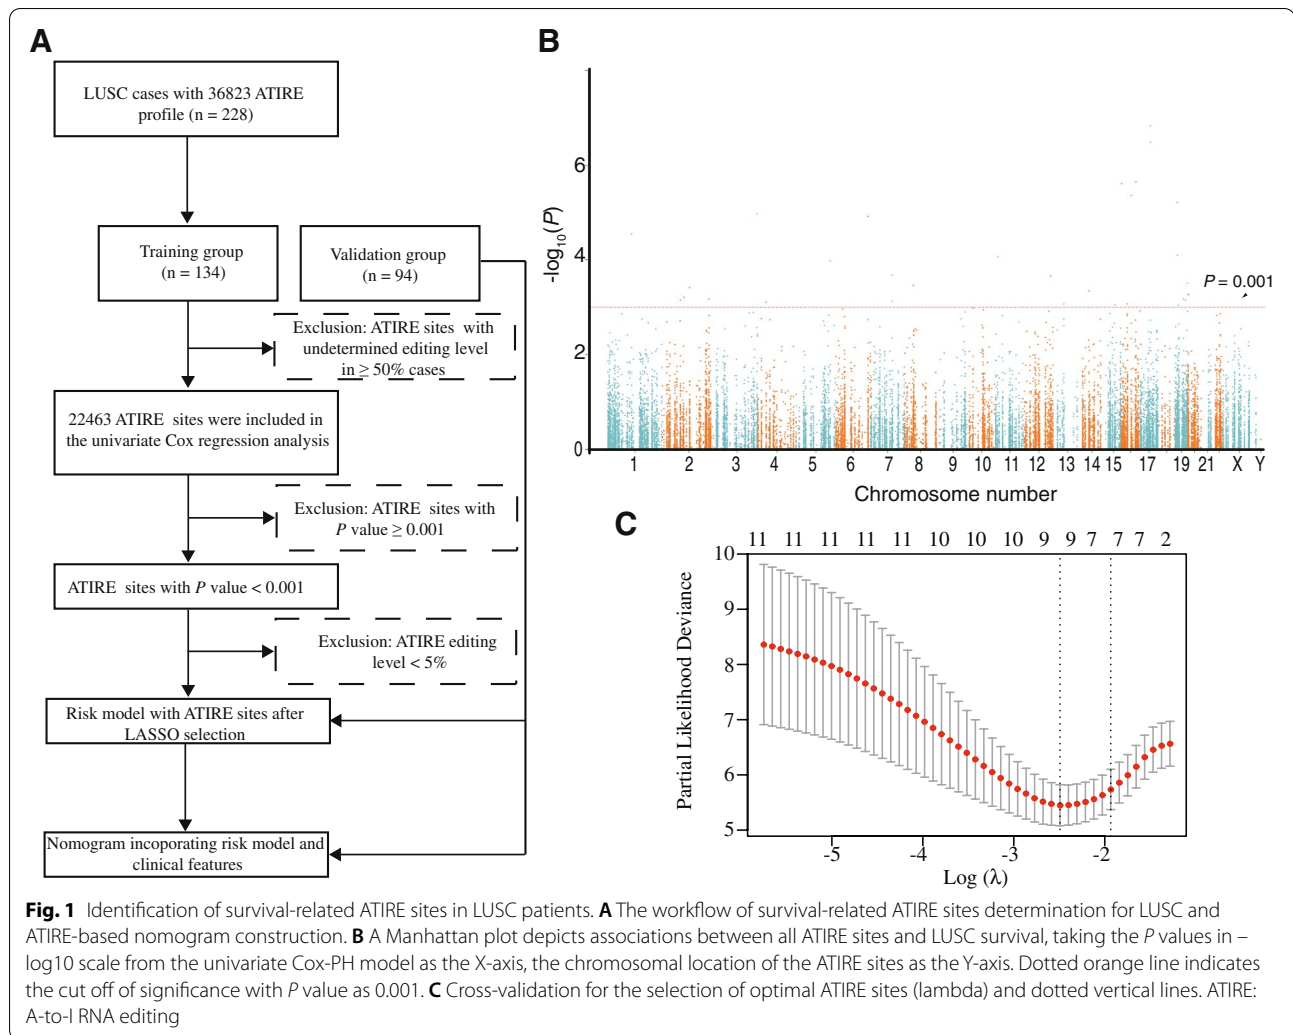 A
LUSC cases with 36823 ATIRE
profile (n = 228)
Training group
(n = 134)
Validation group
(n = 94)
Exclusion: ATIRE sites with
undetermined editing level
in ≥ 50% cases
22463 ATIRE sites were included in
the univariate Cox regression analysis
Exclusion: ATIRE sites with
P value ≥ 0.001
ATIRE sites with P value < 0.001
Exclusion: ATIRE editing
level < 5%
Risk model with ATIRE sites after
LASSO selection
Nomogram incoporating risk model and
clinical features
B
-log10(P)
6
4
2
0
P = 0.001
1 2 3 4 5 6 7 8 9 10 11 12 13 14 15 17 19 21 X Y
Chromosome number
C
11 11 11 11 11 10 10 10 9 9 7 7 7 2
Partial Likelihood Deviance
10
9
8
7
6
5
-5 -4 -3 -2
Log (λ)
Fig. 1 Identification of survival-related ATIRE sites in LUSC patients. A The workflow of survival-related ATIRE sites determination for LUSC and
ATIRE-based nomogram construction. B A Manhattan plot depicts associations between all ATIRE sites and LUSC survival, taking the P values in –
log10 scale from the univariate Cox-PH model as the X-axis, the chromosomal location of the ATIRE sites as the Y-axis. Dotted orange line indicates
the cut off of significance with P value as 0.001. C Cross-validation for the selection of optimal ATIRE sites (lambda) and dotted vertical lines. ATIRE:
A-to-I RNA editing